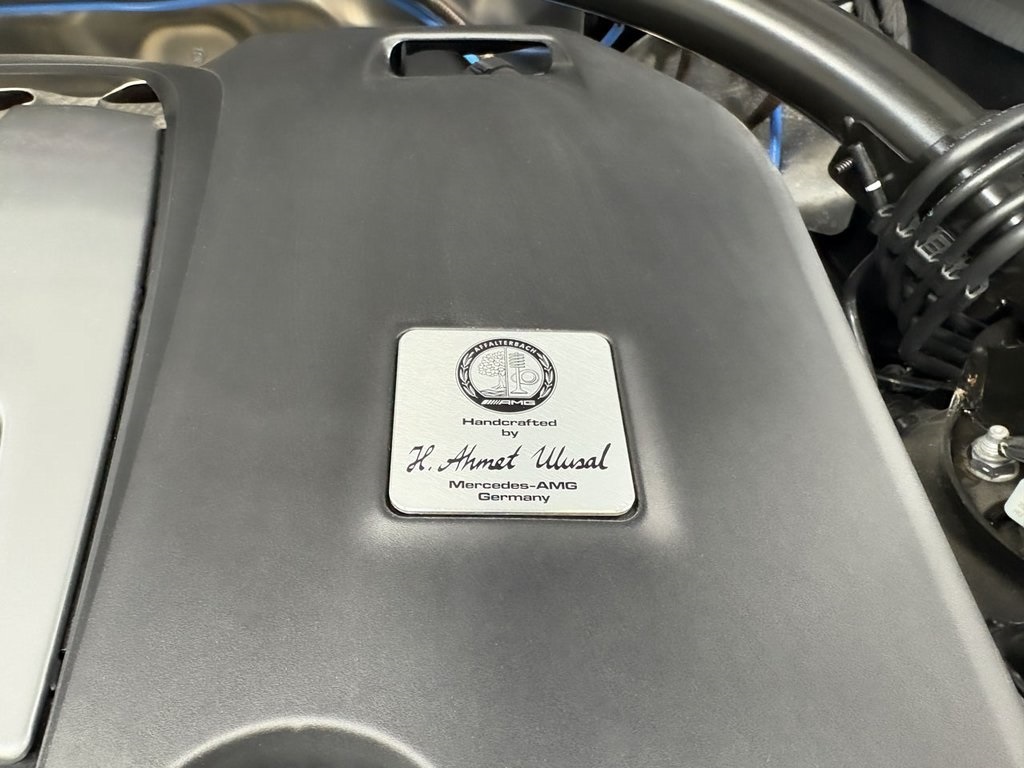 AFFALTERBACH
AMG
Handcrafted
by
H. Ahmet Ulusal
Mercedes-AMG
Germany